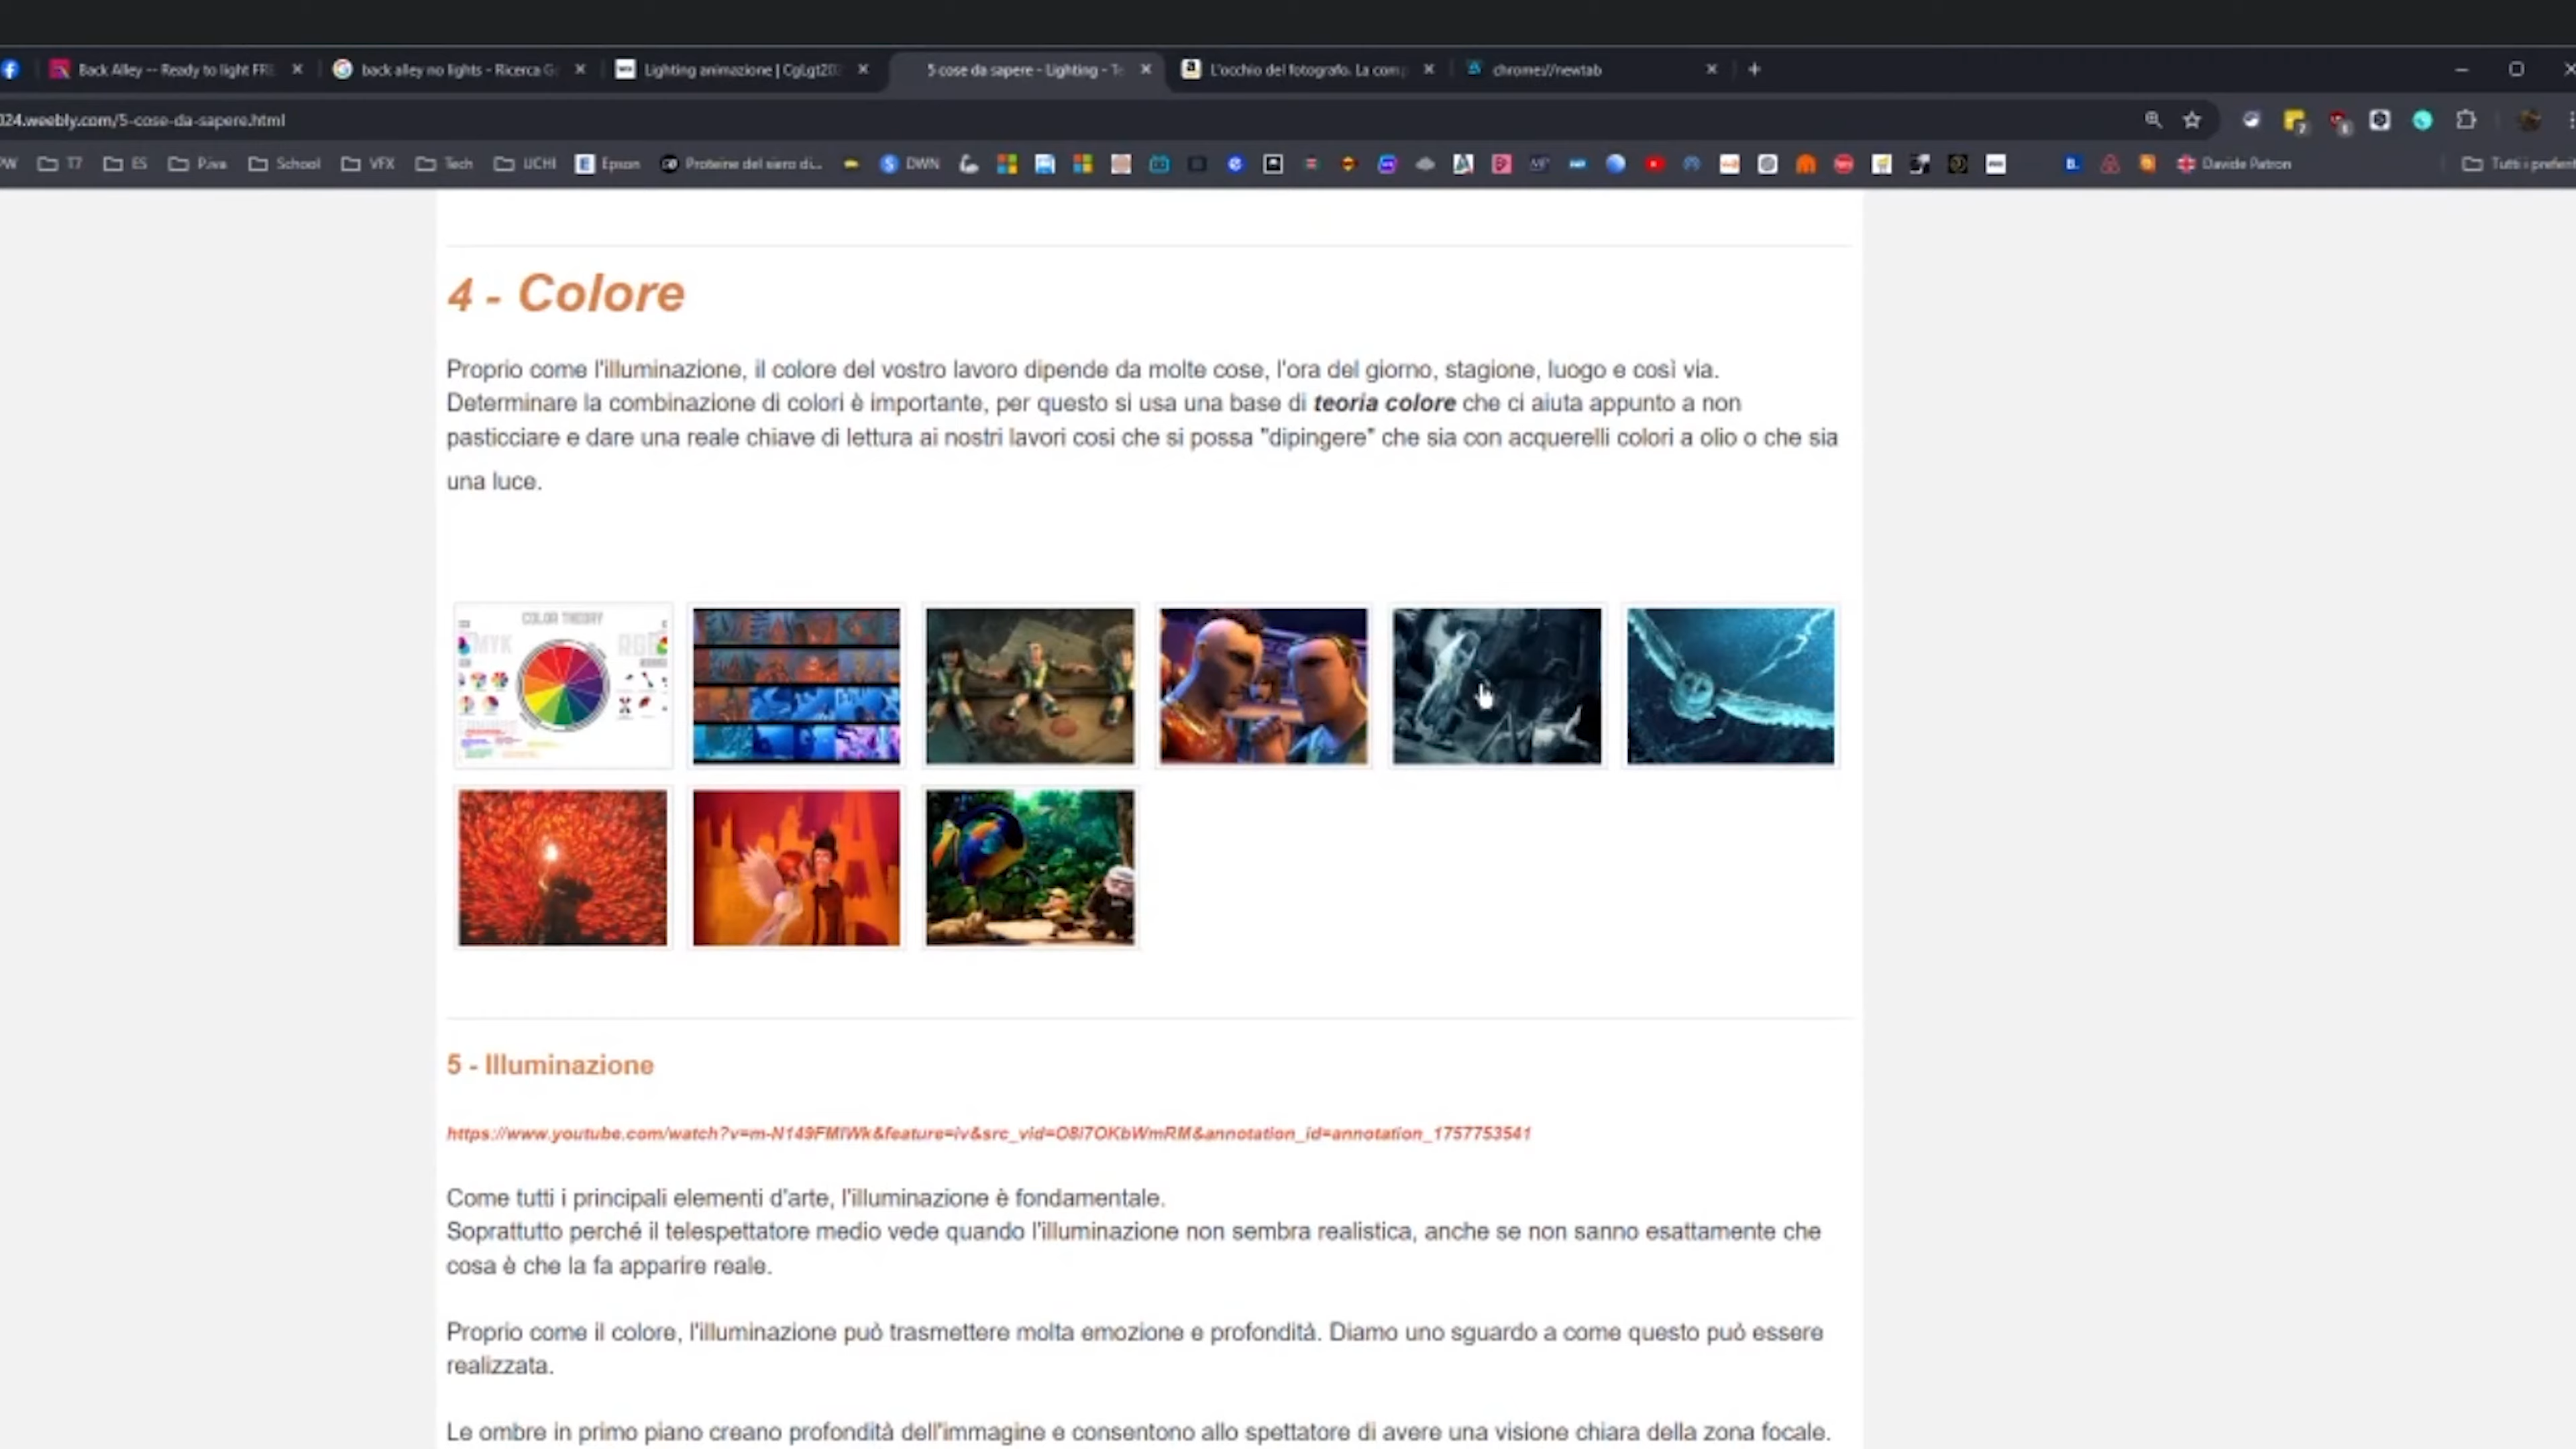 Back Alley -- Ready to light FRE
back alley no lights - Ricerca G
Lighting animazione | CgLgt20
5 cose da sapere - Lighting - Te
L'occhio del fotografo. La com
chrome://newtab
024.weebly.com/5-cose-da-sapere.html
PW T7 ES P.iva School VFX Tech UCHI Epson Proteine del siero di... DWN Davide Patron Tutti i preferit
4 - Colore
Proprio come l'illuminazione, il colore del vostro lavoro dipende da molte cose, l'ora del giorno, stagione, luogo e così via.
Determinare la combinazione di colori è importante, per questo si usa una base di teoria colore che ci aiuta appunto a non
pasticciare e dare una reale chiave di lettura ai nostri lavori cosi che si possa "dipingere" che sia con acquerelli colori a olio o che sia
una luce.
COLOR THEORY
MYK RGB
5 - Illuminazione
https://www.youtube.com/watch?v=m-N149FMlWk&feature=iv&src_vid=O8i7OKbWmRM&annotation_id=annotation_1757753541
Come tutti i principali elementi d'arte, l'illuminazione è fondamentale.
Soprattutto perché il telespettatore medio vede quando l'illuminazione non sembra realistica, anche se non sanno esattamente che
cosa è che la fa apparire reale.
Proprio come il colore, l'illuminazione può trasmettere molta emozione e profondità. Diamo uno sguardo a come questo può essere
realizzata.
Le ombre in primo piano creano profondità dell'immagine e consentono allo spettatore di avere una visione chiara della zona focale.